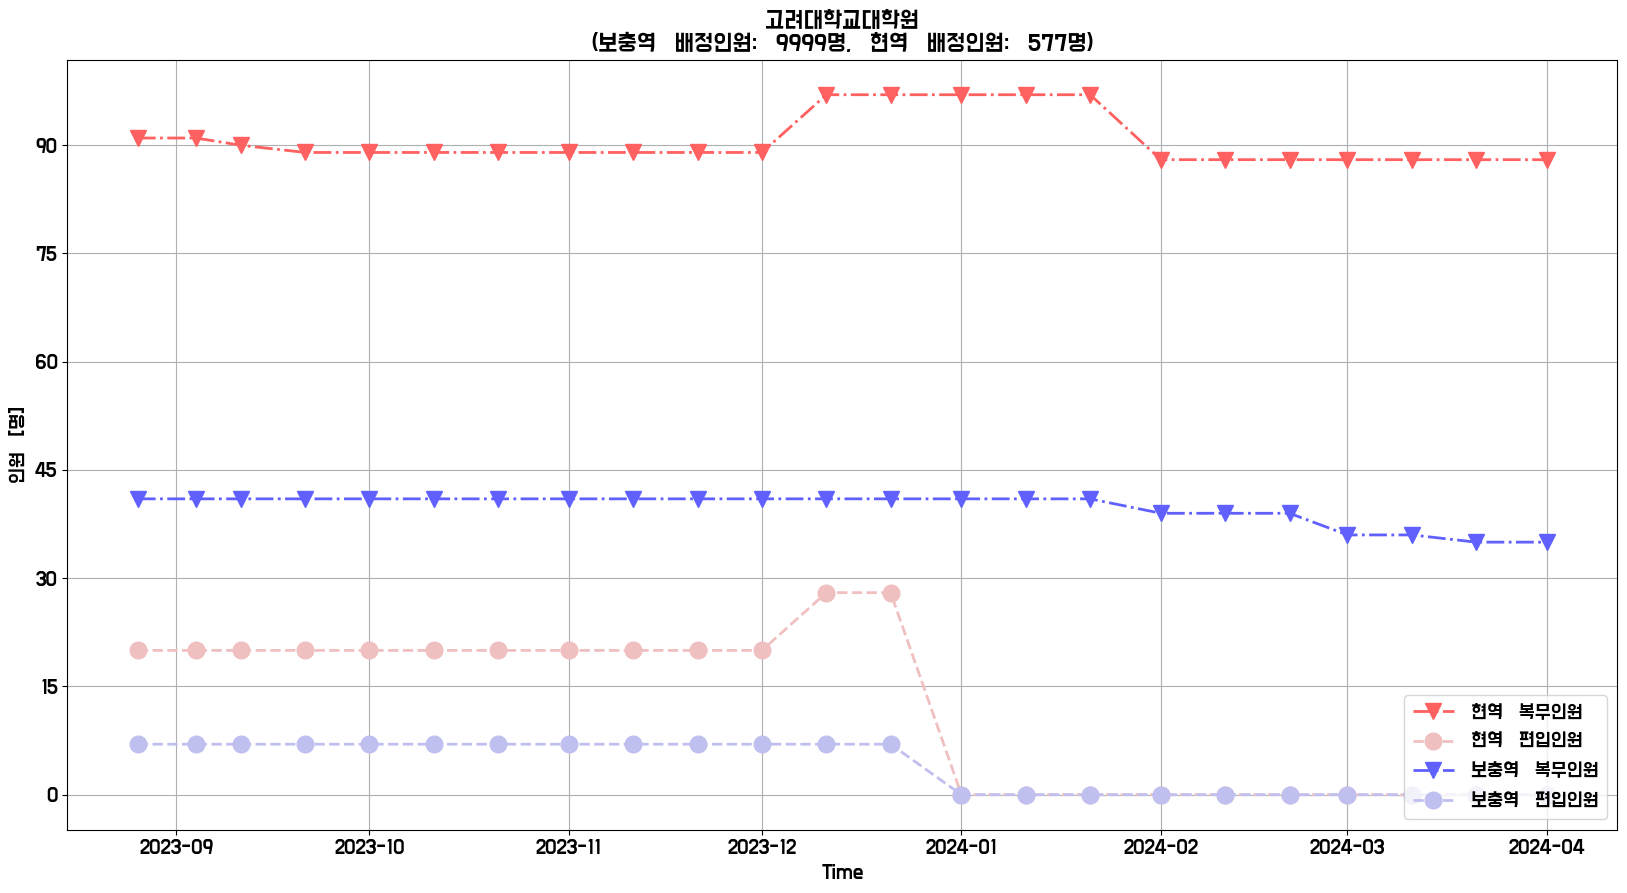 고려대학교대학원
(보충역 배정인원: 9999명, 현역 배정인원: 577명)
90
75
60
45
30
15
0
인원 [명]
2023-09 2023-10 2023-11 2023-12 2024-01 2024-02 2024-03 2024-04
Time
현역 복무인원
현역 편입인원
보충역 복무인원
보충역 편입인원